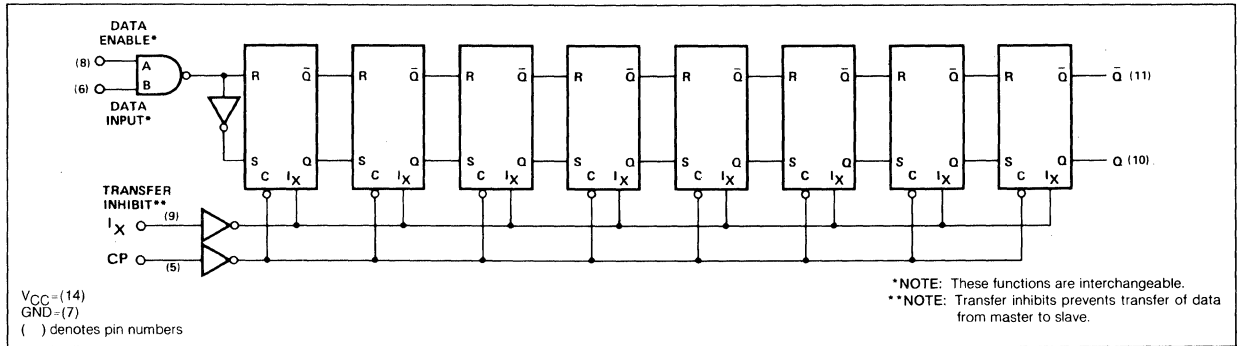 DATA
ENABLE*
(8)
A
B
(6)
DATA
INPUT*
R Q̄ R Q̄ R Q̄ R Q̄ R Q̄ R Q̄ R Q̄ R Q̄ Q̄ (11)
S Q S Q S Q S Q S Q S Q S Q S Q Q (10)
C IX C IX C IX C IX C IX C IX C IX C IX
TRANSFER
INHIBIT**
IX (9)
CP (5)
VCC=(14)
GND=(7)
( ) denotes pin numbers
*NOTE: These functions are interchangeable.
**NOTE: Transfer inhibits prevents transfer of data
from master to slave.